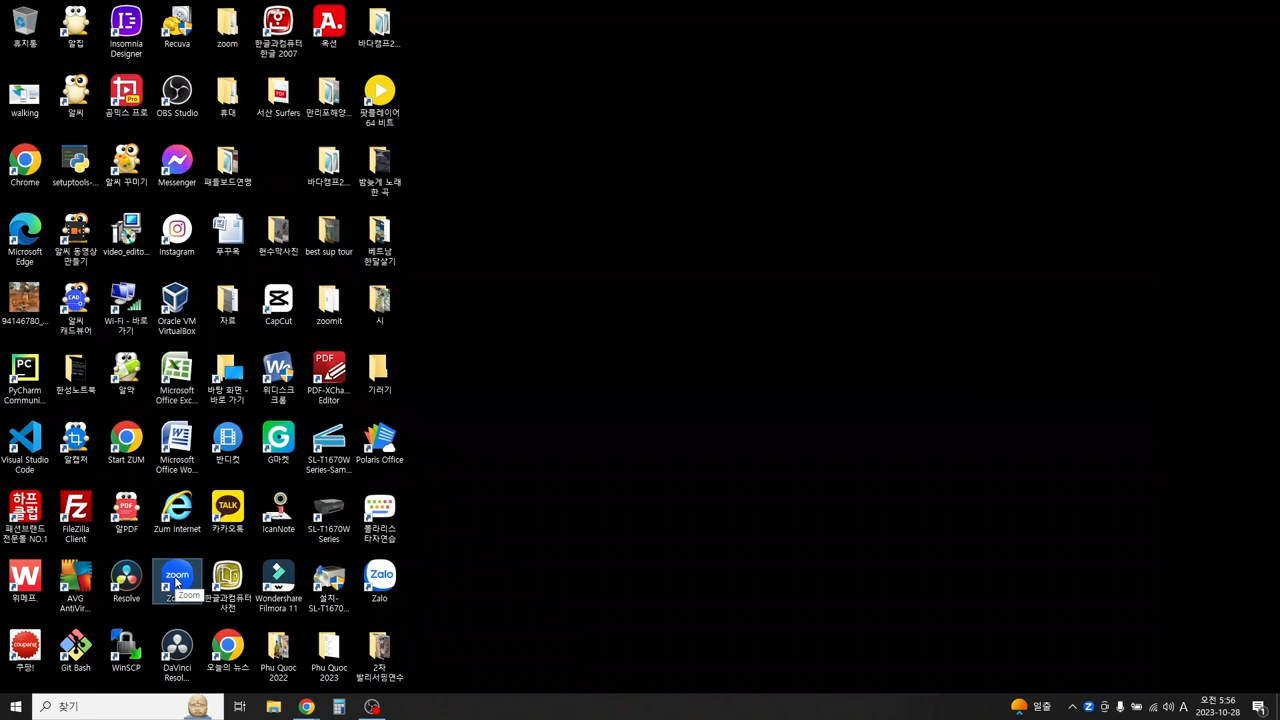 휴지통
알집
Insomnia
Designer
Recuva
zoom
한글과컴퓨터
한글 2007
A.
옥션
바다캠프2...
walking
알씨
Pro
곰믹스 프로
OBS Studio
휴대
PDF
서산 Surfers
만리포해양...
팟플레이어
64 비트
Chrome
setuptools-...
알씨 꾸미기
Messenger
패들보드연맹
바다캠프2...
밤늦게 노래
한 곡
Microsoft
Edge
알씨 동영상
만들기
video_edito...
Instagram
푸꾸옥
현수막사진
best sup tour
베트남
한달살기
94146780_...
CAD
알씨
캐드뷰어
Wi-Fi - 바로
가기
Oracle VM
VirtualBox
자료
CapCut
zoomit
시
PC
PyCharm
Communi...
한성노트북
알약
Microsoft
Office Exc...
바탕 화면 -
바로 가기
위디스크
크롬
PDF
PDF-XCha...
Editor
기러기
Visual Studio
Code
알캡처
Start ZUM
Microsoft
Office Wo...
반디컷
G
G마켓
SL-T1670W
Series-Sam...
Polaris Office
하프
클럽
패션브랜드
전문몰 NO.1
Fz
FileZilla
Client
PDF
알PDF
Zum Internet
TALK
카카오톡
IcanNote
SL-T1670W
Series
폴라리스
타자연습
W
위메프.
AVG
AntiVir...
Resolve
zoom
Zoom
한글과컴퓨터
사전
Wondershare
Filmora 11
설치-
SL-T1670...
Zalo
Zalo
coupang
쿠팡!
Git Bash
WinSCP
DaVinci
Resol...
오늘의 뉴스
Phu Quoc
2022
Phu Quoc
2023
2차
발리서핑연수
찾기
일출
A
오전 5:56
2023-10-28